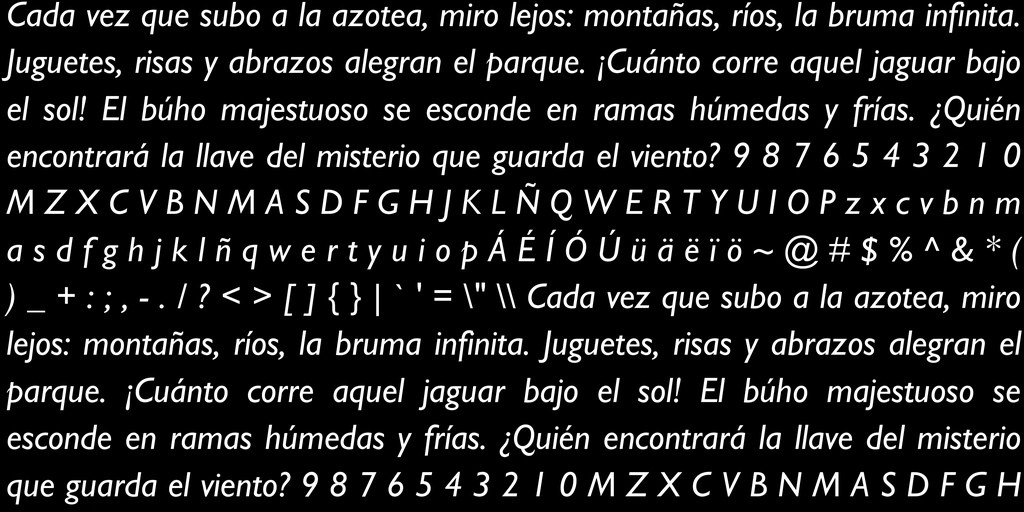 Cada vez que subo a la azotea, miro lejos: montañas, ríos, la bruma infinita.
Juguetes, risas y abrazos alegran el parque. ¡Cuánto corre aquel jaguar bajo
el sol! El búho majestuoso se esconde en ramas húmedas y frías. ¿Quién
encontrará la llave del misterio que guarda el viento? 9 8 7 6 5 4 3 2 1 0
M Z X C V B N M A S D F G H J K L Ñ Q W E R T Y U I O P z x c v b n m
a s d f g h j k l ñ q w e r t y u i o p Á É Í Ó Ú ü ä ë ï ö ~ @ # $ % ^ & * (
) _ + : ; , - . / ? < > [ ] { } | ` ' = \" \\ Cada vez que subo a la azotea, miro
lejos: montañas, ríos, la bruma infinita. Juguetes, risas y abrazos alegran el
parque. ¡Cuánto corre aquel jaguar bajo el sol! El búho majestuoso se
esconde en ramas húmedas y frías. ¿Quién encontrará la llave del misterio
que guarda el viento? 9 8 7 6 5 4 3 2 1 0 M Z X C V B N M A S D F G H